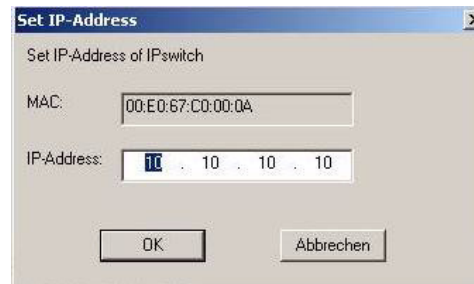 Set IP-Address
Set IP-Address of IPswitch
MAC: 00:E0:67:C0:00:0A
IP-Address: 10 . 10 . 10 . 10
OK Abbrechen